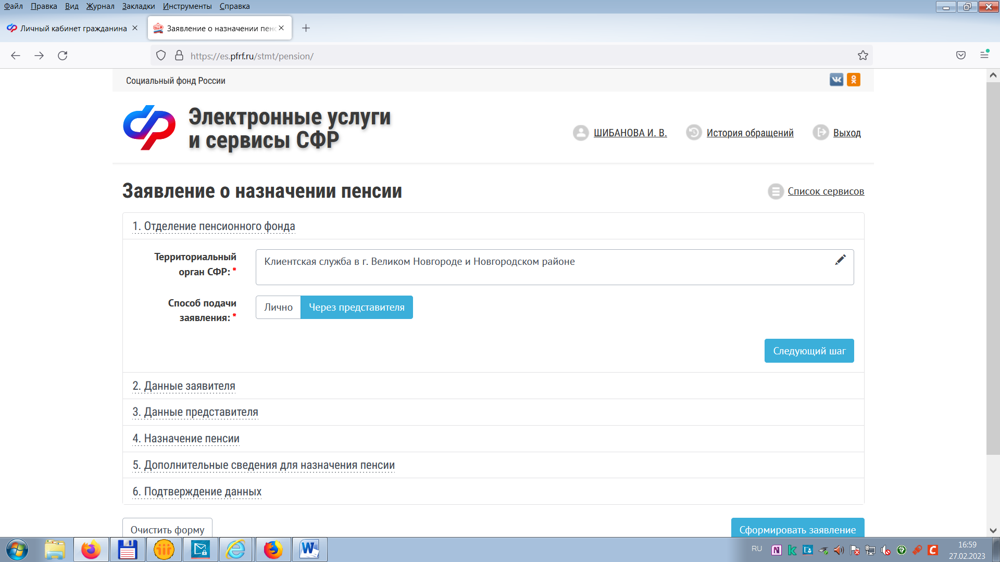 Файл Правка Вид Журнал Закладки Инструменты Справка
Личный кабинет гражданина
Заявление о назначении пенс
https://es.pfrf.ru/stmt/pension/
Социальный фонд России
Электронные услуги
и сервисы СФР
ШИБАНОВА И. В.
История обращений
Выход
Заявление о назначении пенсии
Список сервисов
1. Отделение пенсионного фонда
Территориальный
орган СФР: *
Клиентская служба в г. Великом Новгороде и Новгородском районе
Способ подачи
заявления: *
Лично
Через представителя
Следующий шаг
2. Данные заявителя
3. Данные представителя
4. Назначение пенсии
5. Дополнительные сведения для назначения пенсии
6. Подтверждение данных
Очистить форму
Сформировать заявление
RU
16:59
27.02.2023